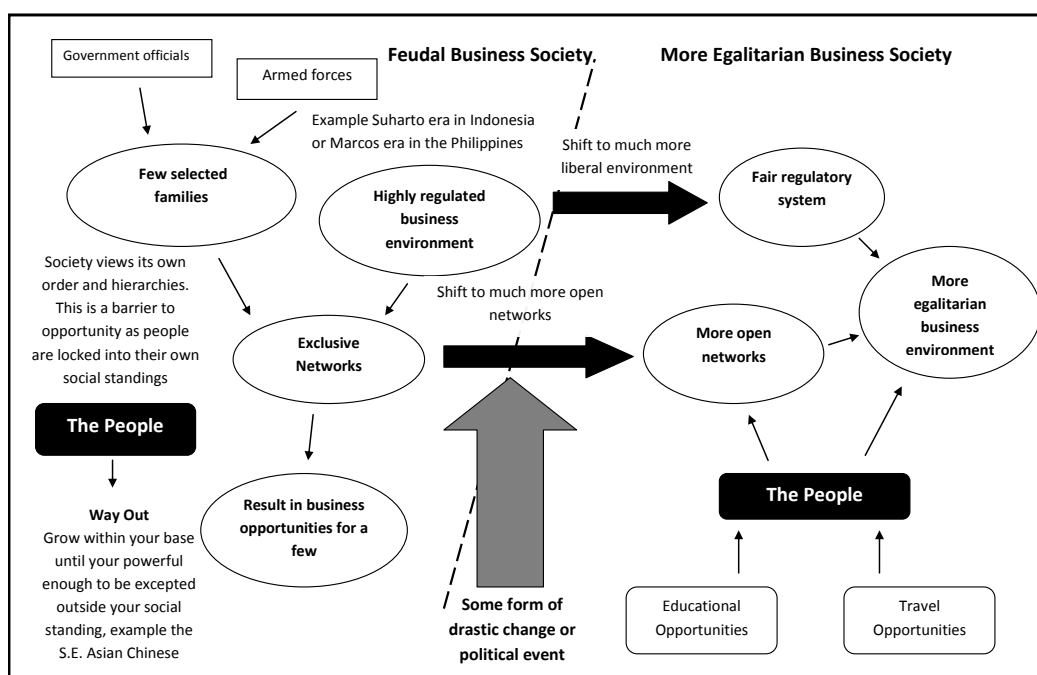 Government officials
Armed forces
Feudal Business Society
More Egalitarian Business Society
Example Suharto era in Indonesia
or Marcos era in the Philippines
Shift to much more
liberal environment
Few selected
families
Highly regulated
business
environment
Fair regulatory
system
Society views its own
order and hierarchies.
This is a barrier to
opportunity as people
are locked into their own
social standings
Shift to much more open
networks
More
egalitarian
business
environment
Exclusive
Networks
More open
networks
The People
Way Out
Grow within your base
until your powerful
enough to be excepted
outside your social
standing, example the
S.E. Asian Chinese
Result in business
opportunities for a
few
Some form of
drastic change or
political event
The People
Educational
Opportunities
Travel
Opportunities